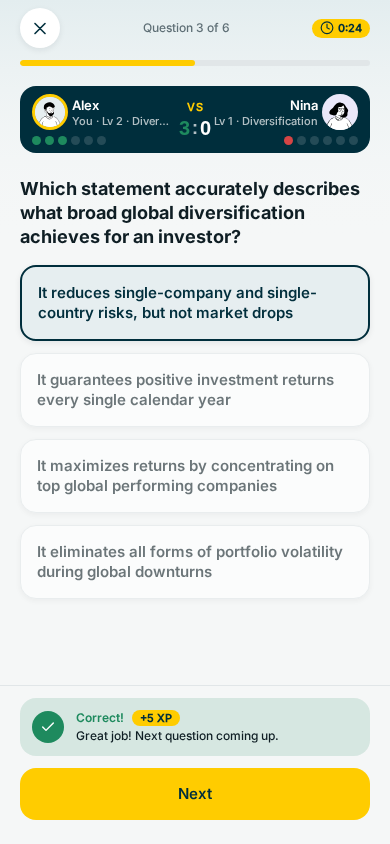 Question 3 of 6
0:24
Alex
You · Lv 2 · Diver...
VS
3:0
Nina
Lv 1 · Diversification
Which statement accurately describes
what broad global diversification
achieves for an investor?
It reduces single-company and single-
country risks, but not market drops
It guarantees positive investment returns
every single calendar year
It maximizes returns by concentrating on
top global performing companies
It eliminates all forms of portfolio volatility
during global downturns
Correct!
+5 XP
Great job! Next question coming up.
Next